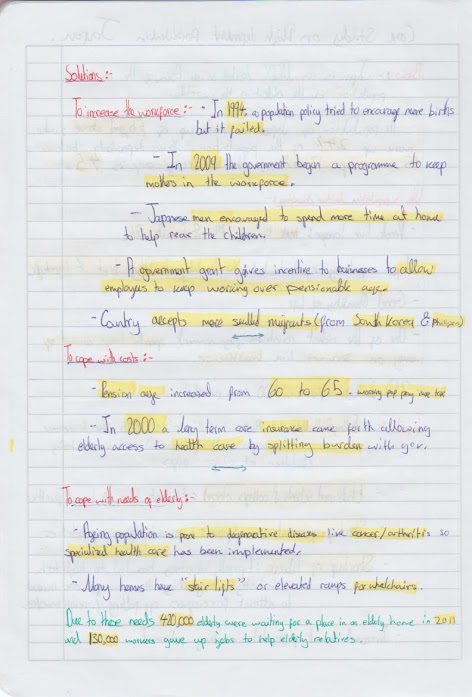 Solutions:-
To increase the workforce:- - In 1994, a population policy tried to encourage more births
but it failed.
- In 2009 the government began a programme to keep
mothers in the workforce.
- Japanese men encouraged to spend more time at home
to help rear the children.
- A government grant gives incentive to businesses to allow
employees to keep working over pensionable age.
- Country accepts more skilled migrants (from South Korea &
To cope with costs:-
- Pension age increased from 60 to 65. - working pop pay more tax
- In 2000 a long term care insurance came forth allowing
elderly access to health care by splitting burden with gov.
To cope with needs of elderly:-
- Ageing population is prone to degenerative diseases like cancer/arthritis so
specialized health care has been implemented.
- Many homes have "stair lifts" or elevated ramps for whelchairs.
Due to these needs 420,000 elderly were waiting for a place in an elderly home in 2011
and 130,000 workers gave up jobs to help elderly relatives.